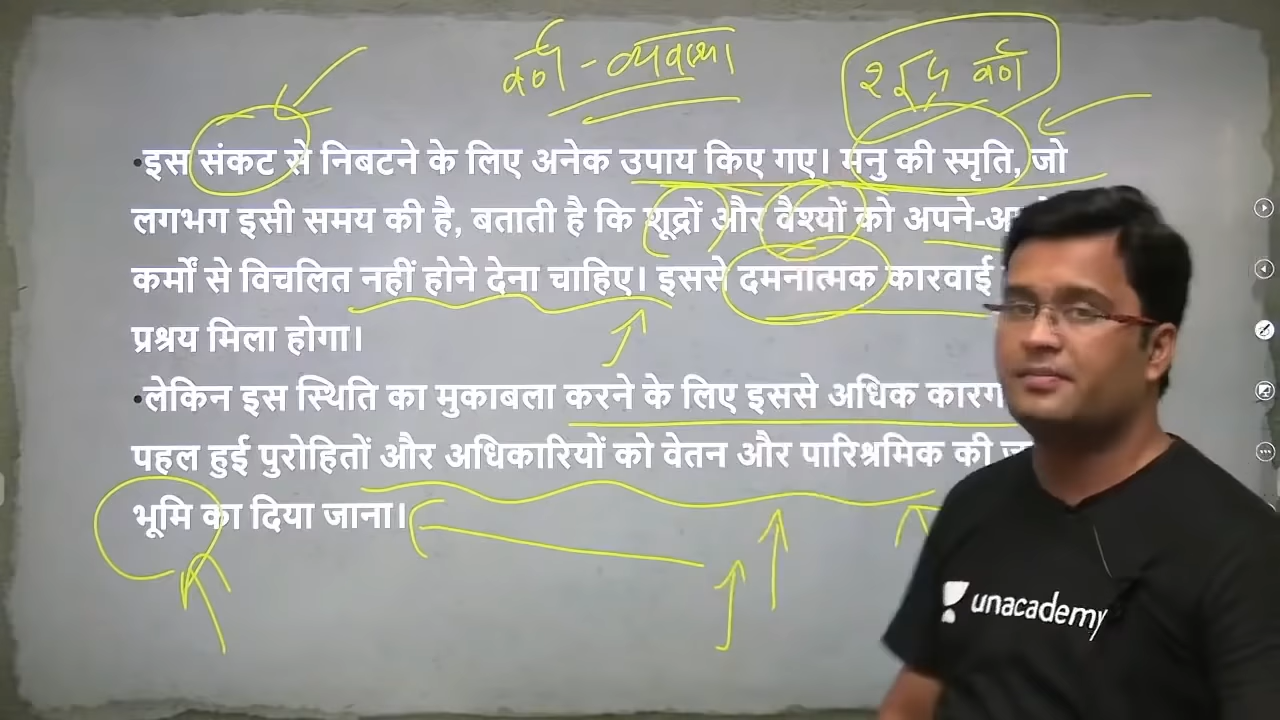 वर्ण - व्यवस्था
वर्ण
•इस संकट से निबटने के लिए अनेक उपाय किए गए। मनु की स्मृति, जो
लगभग इसी समय की है, बताती है कि शूद्रों और वैश्यों को अपने-अ
कर्मों से विचलित नहीं होने देना चाहिए। इससे दमनात्मक कारवाई
प्रश्रय मिला होगा।
•लेकिन इस स्थिति का मुकाबला करने के लिए इससे अधिक कारग
पहल हुई पुरोहितों और अधिकारियों को वेतन और पारिश्रमिक की ज
भूमि का दिया जाना।
unacademy